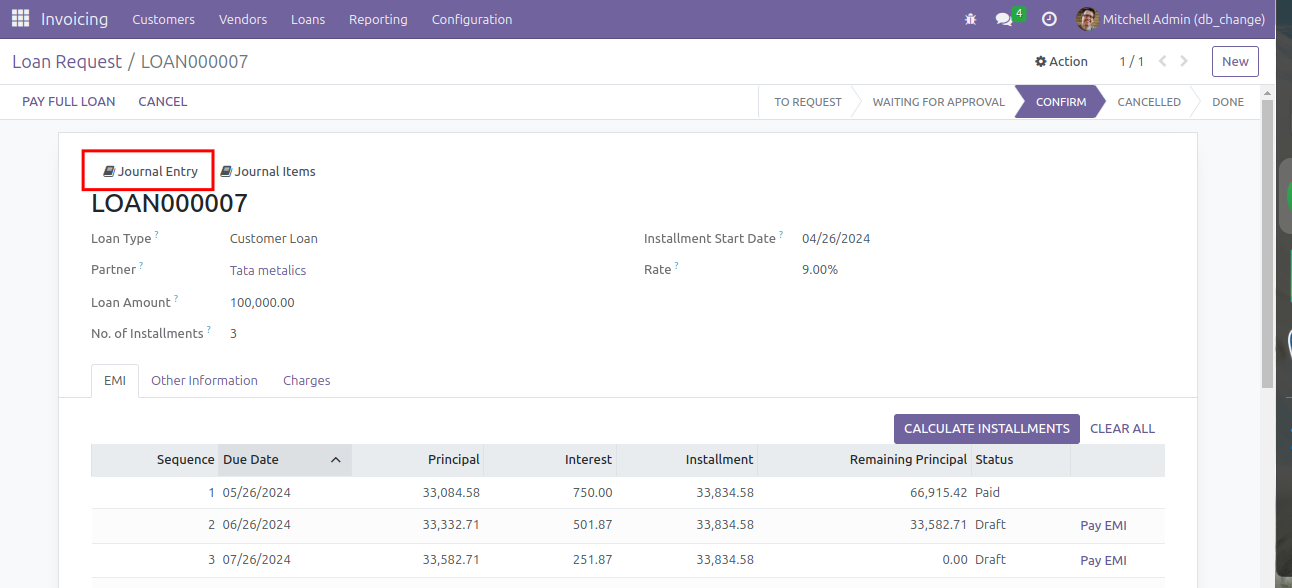 Invoicing Customers Vendors Loans Reporting Configuration 4 Mitchell Admin (db_change)
Loan Request / LOAN000007 Action 1 / 1 New
PAY FULL LOAN CANCEL TO REQUEST WAITING FOR APPROVAL CONFIRM CANCELLED DONE
Journal Entry Journal Items
LOAN000007
Loan Type ? Customer Loan Installment Start Date ? 04/26/2024
Partner ? Tata metalics Rate ? 9.00%
Loan Amount ? 100,000.00
No. of Installments ? 3
EMI Other Information Charges
CALCULATE INSTALLMENTS CLEAR ALL
Sequence Due Date Principal Interest Installment Remaining Principal Status
1 05/26/2024 33,084.58 750.00 33,834.58 66,915.42 Paid
2 06/26/2024 33,332.71 501.87 33,834.58 33,582.71 Draft Pay EMI
3 07/26/2024 33,582.71 251.87 33,834.58 0.00 Draft Pay EMI